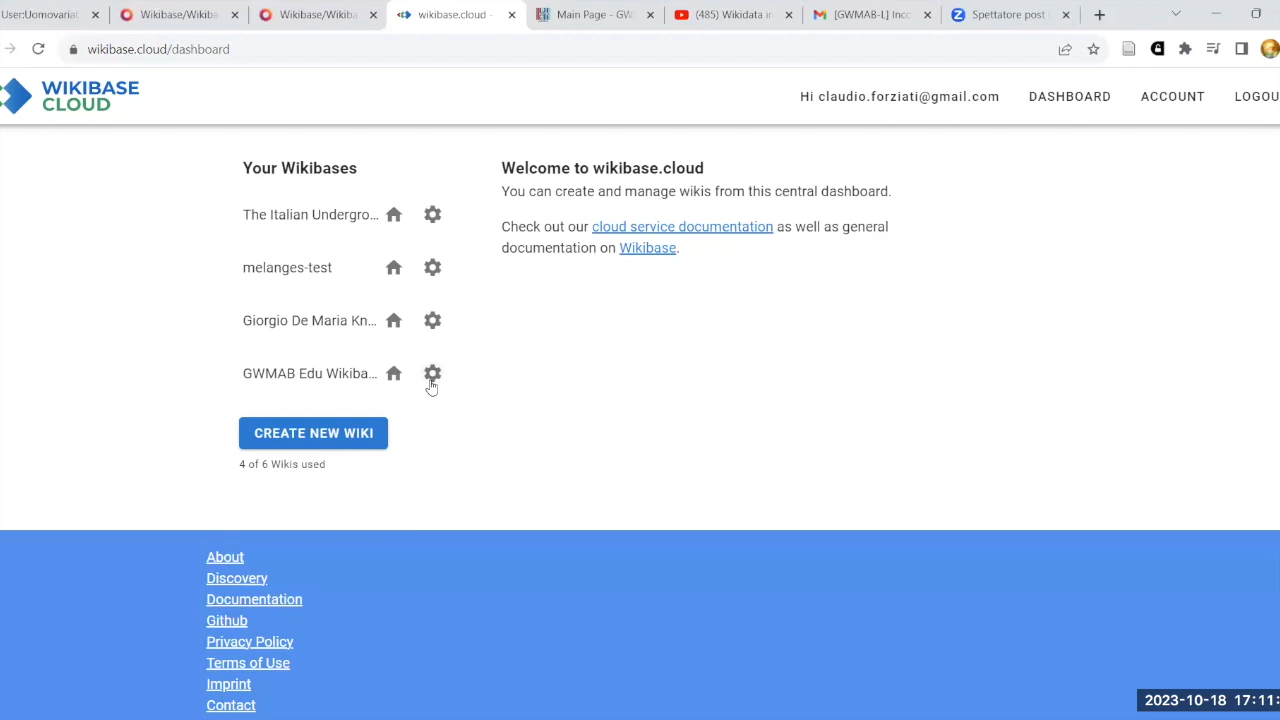 User:Uomovariat
Wikibase/Wikiba
Wikibase/Wikiba
wikibase.cloud -
Main Page - GW
(485) Wikidata in
[GWMAB-L] Inco
Spettatore post
wikibase.cloud/dashboard
WIKIBASE
CLOUD
Hi claudio.forziati@gmail.com
DASHBOARD
ACCOUNT
LOGOU
Your Wikibases
The Italian Undergro...
melanges-test
Giorgio De Maria Kn...
GWMAB Edu Wikiba...
CREATE NEW WIKI
4 of 6 Wikis used
Welcome to wikibase.cloud
You can create and manage wikis from this central dashboard.
Check out our cloud service documentation as well as general
documentation on Wikibase.
About
Discovery
Documentation
Github
Privacy Policy
Terms of Use
Imprint
Contact
2023-10-18 17:11: